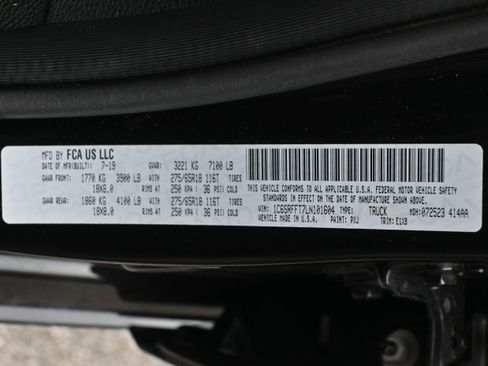 MFD BY FCA US LLC
DATE OF MFR(BUILT): 7-19 GVWR: 3221 KG 7100 LB
GAWR FRONT: 1770 KG 3900 LB WITH 275/65R18 116T TIRES
18X8.0 RIMS AT 250 KPA ( 36 PSI) COLD
GAWR REAR: 1860 KG 4100 LB WITH 275/65R18 116T TIRES
18X8.0 RIMS AT 250 KPA ( 36 PSI) COLD
THIS VEHICLE CONFORMS TO ALL APPLICABLE U.S.A. FEDERAL MOTOR VEHICLE SAFETY
STANDARDS IN EFFECT ON THE DATE OF MANUFACTURE SHOWN ABOVE.
VIN: 1C6SRFFT7LN101604 TYPE: TRUCK MDH:072523 414AA
VEHICLE MADE IN U.S.A. PAINT: PXJ TRIM: E1X8